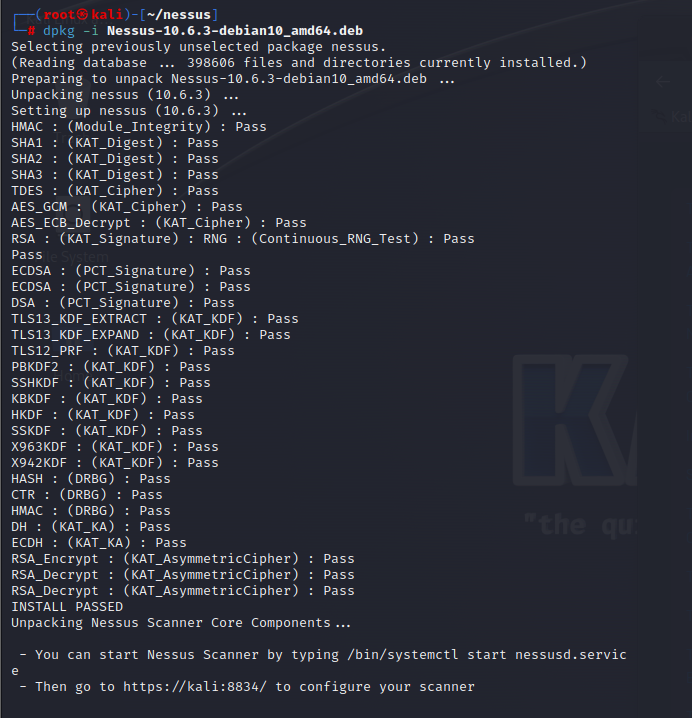 (root㉿kali)-[~/nessus]
# dpkg -i Nessus-10.6.3-debian10_amd64.deb
Selecting previously unselected package nessus.
(Reading database ... 398606 files and directories currently installed.)
Preparing to unpack Nessus-10.6.3-debian10_amd64.deb ...
Unpacking nessus (10.6.3) ...
Setting up nessus (10.6.3) ...
HMAC : (Module_Integrity) : Pass
SHA1 : (KAT_Digest) : Pass
SHA2 : (KAT_Digest) : Pass
SHA3 : (KAT_Digest) : Pass
TDES : (KAT_Cipher) : Pass
AES_GCM : (KAT_Cipher) : Pass
AES_ECB_Decrypt : (KAT_Cipher) : Pass
RSA : (KAT_Signature) : RNG : (Continuous_RNG_Test) : Pass
Pass
ECDSA : (PCT_Signature) : Pass
ECDSA : (PCT_Signature) : Pass
DSA : (PCT_Signature) : Pass
TLS13_KDF_EXTRACT : (KAT_KDF) : Pass
TLS13_KDF_EXPAND : (KAT_KDF) : Pass
TLS12_PRF : (KAT_KDF) : Pass
PBKDF2 : (KAT_KDF) : Pass
SSHKDF : (KAT_KDF) : Pass
KBKDF : (KAT_KDF) : Pass
HKDF : (KAT_KDF) : Pass
SSKDF : (KAT_KDF) : Pass
X963KDF : (KAT_KDF) : Pass
X942KDF : (KAT_KDF) : Pass
HASH : (DRBG) : Pass
CTR : (DRBG) : Pass
HMAC : (DRBG) : Pass
DH : (KAT_KA) : Pass
ECDH : (KAT_KA) : Pass
RSA_Encrypt : (KAT_AsymmetricCipher) : Pass
RSA_Decrypt : (KAT_AsymmetricCipher) : Pass
RSA_Decrypt : (KAT_AsymmetricCipher) : Pass
INSTALL PASSED
Unpacking Nessus Scanner Core Components...
- You can start Nessus Scanner by typing /bin/systemctl start nessusd.servic
e
- Then go to https://kali:8834/ to configure your scanner
"the qu